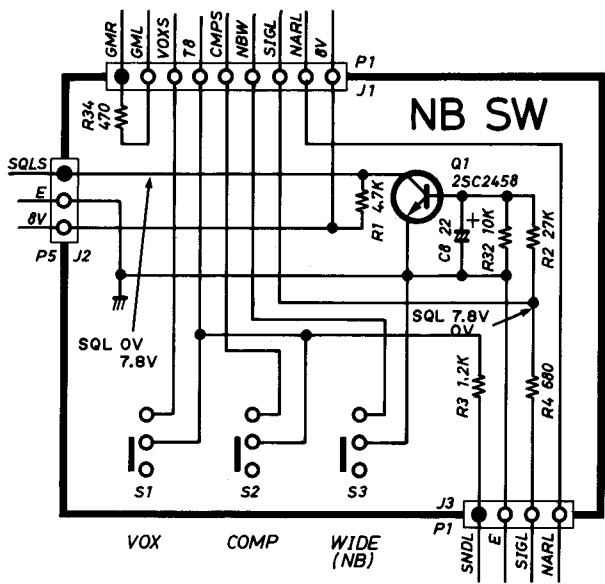 GMR GML VOXS T8 CMPS NBW SIGL NARL 8V
P1
J1
R34
470
NB SW
SQLS
E
8V
P5 J2
Q1
2SC2458
R1 4.7K
+
C8 22
R32 10K
R2 27K
SQL 0V
7.8V
SQL 7.8V
0V
R3 1.2K
R4 680
S1 S2 S3
VOX COMP WIDE
(NB)
J3
P1
SNDL E SIGL NARL